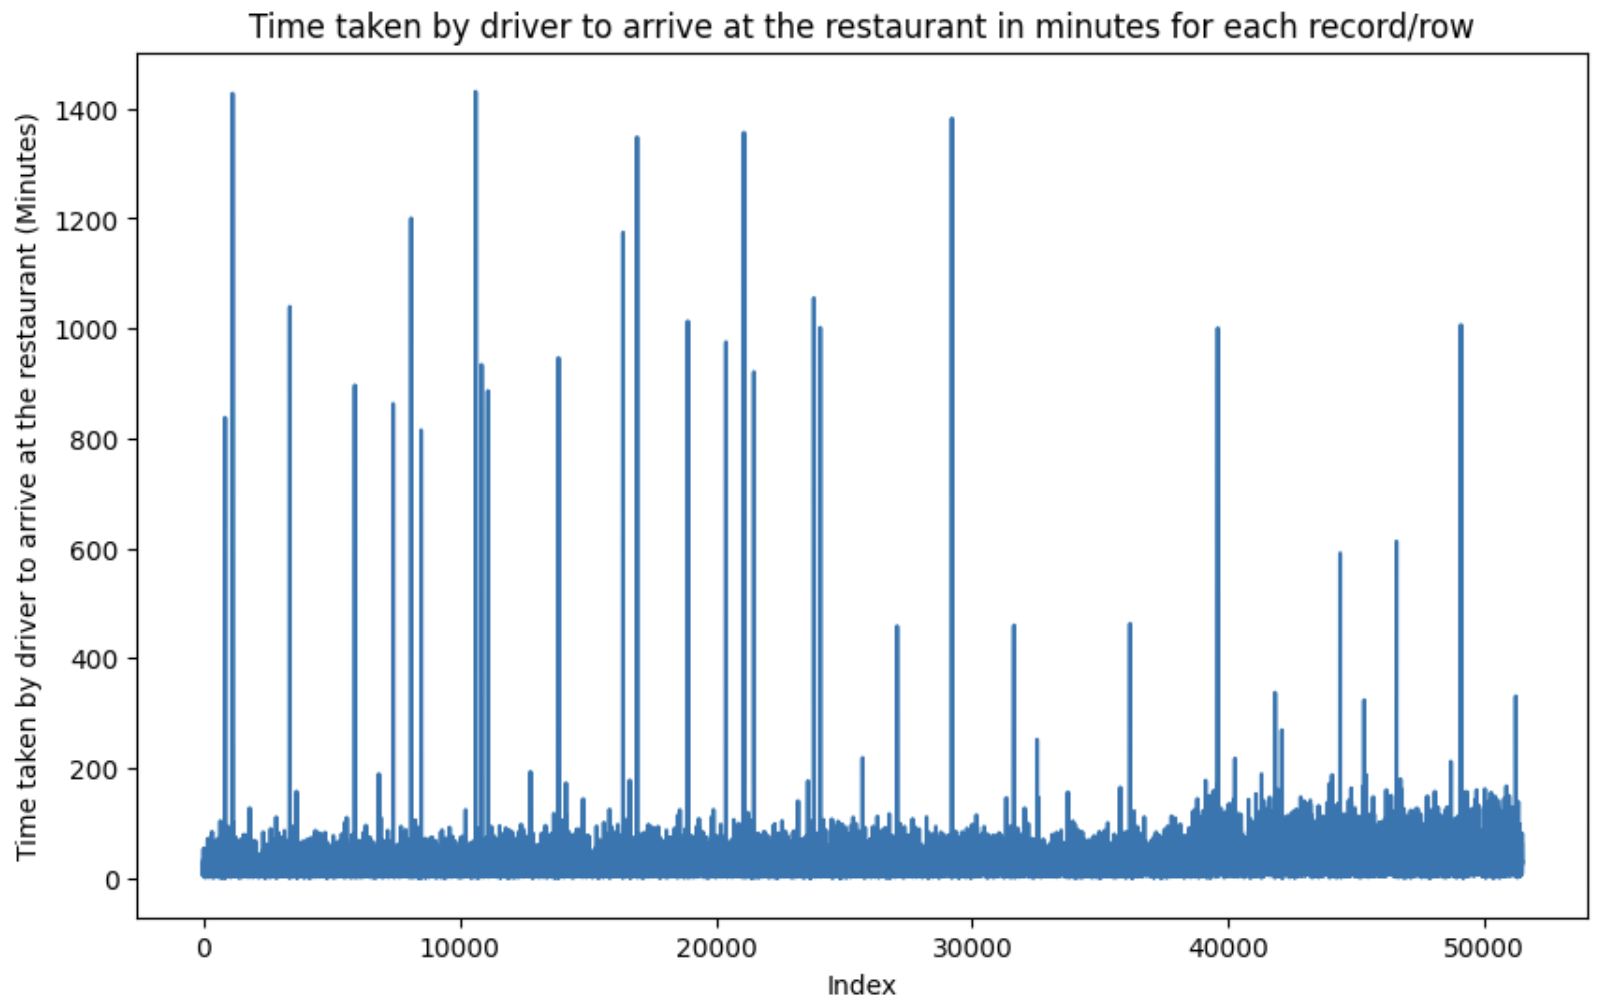 Time taken by driver to arrive at the restaurant in minutes for each record/row
Time taken by driver to arrive at the restaurant (Minutes)
1400
1200
1000
800
600
400
200
0
0 10000 20000 30000 40000 50000
Index